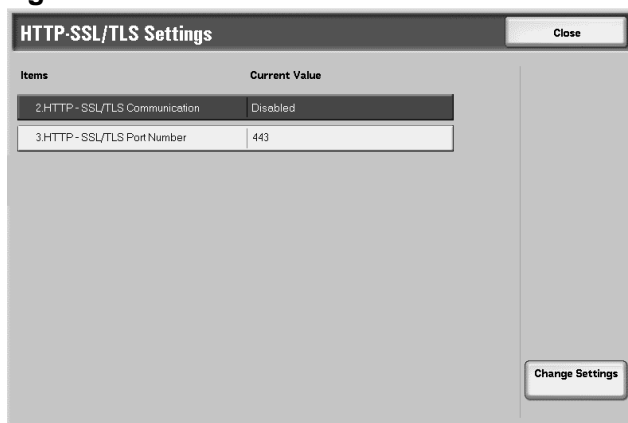 HTTP-SSL/TLS Settings
Close
Items Current Value
2.HTTP - SSL/TLS Communication Disabled
3.HTTP - SSL/TLS Port Number 443
Change Settings